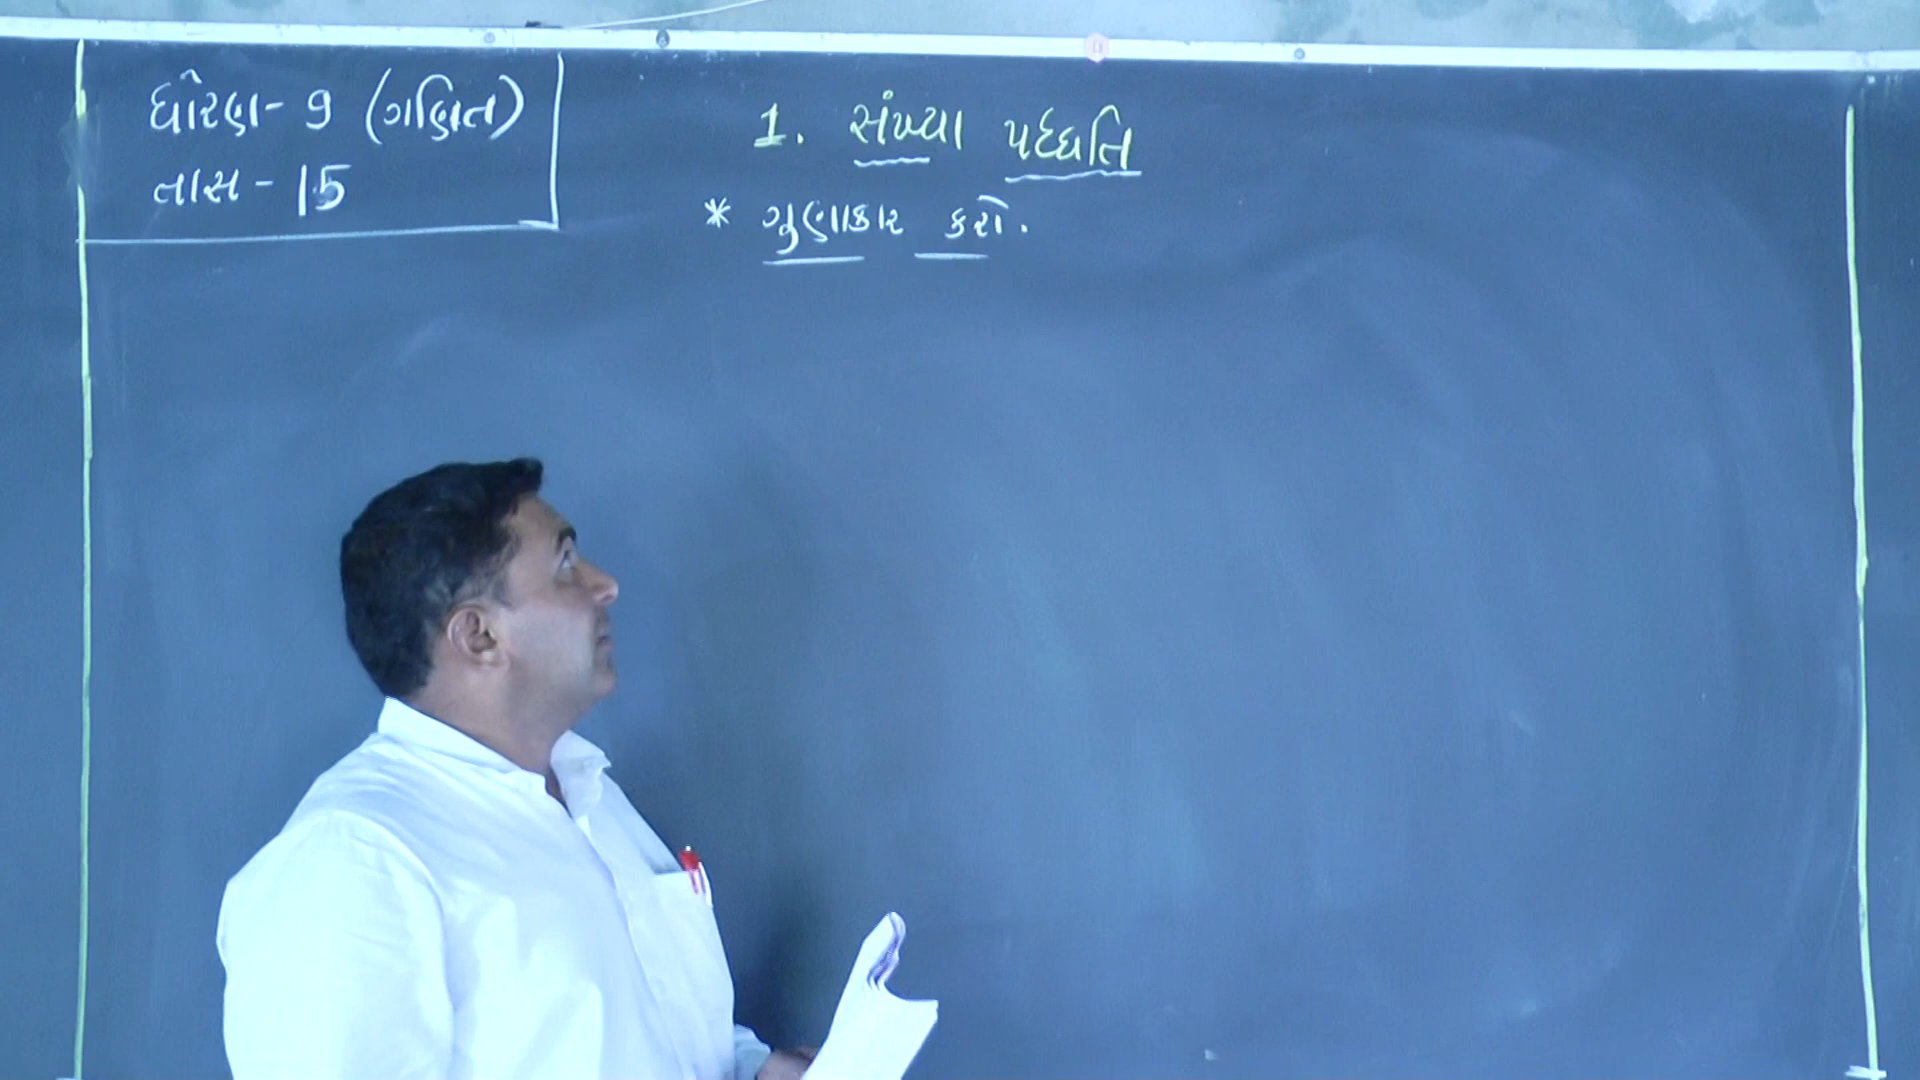 ધોરણ - 9 (ગણિત)
તાસ - 15
1. સંખ્યા પદ્ધતિ
* ગુણાકાર કરો.